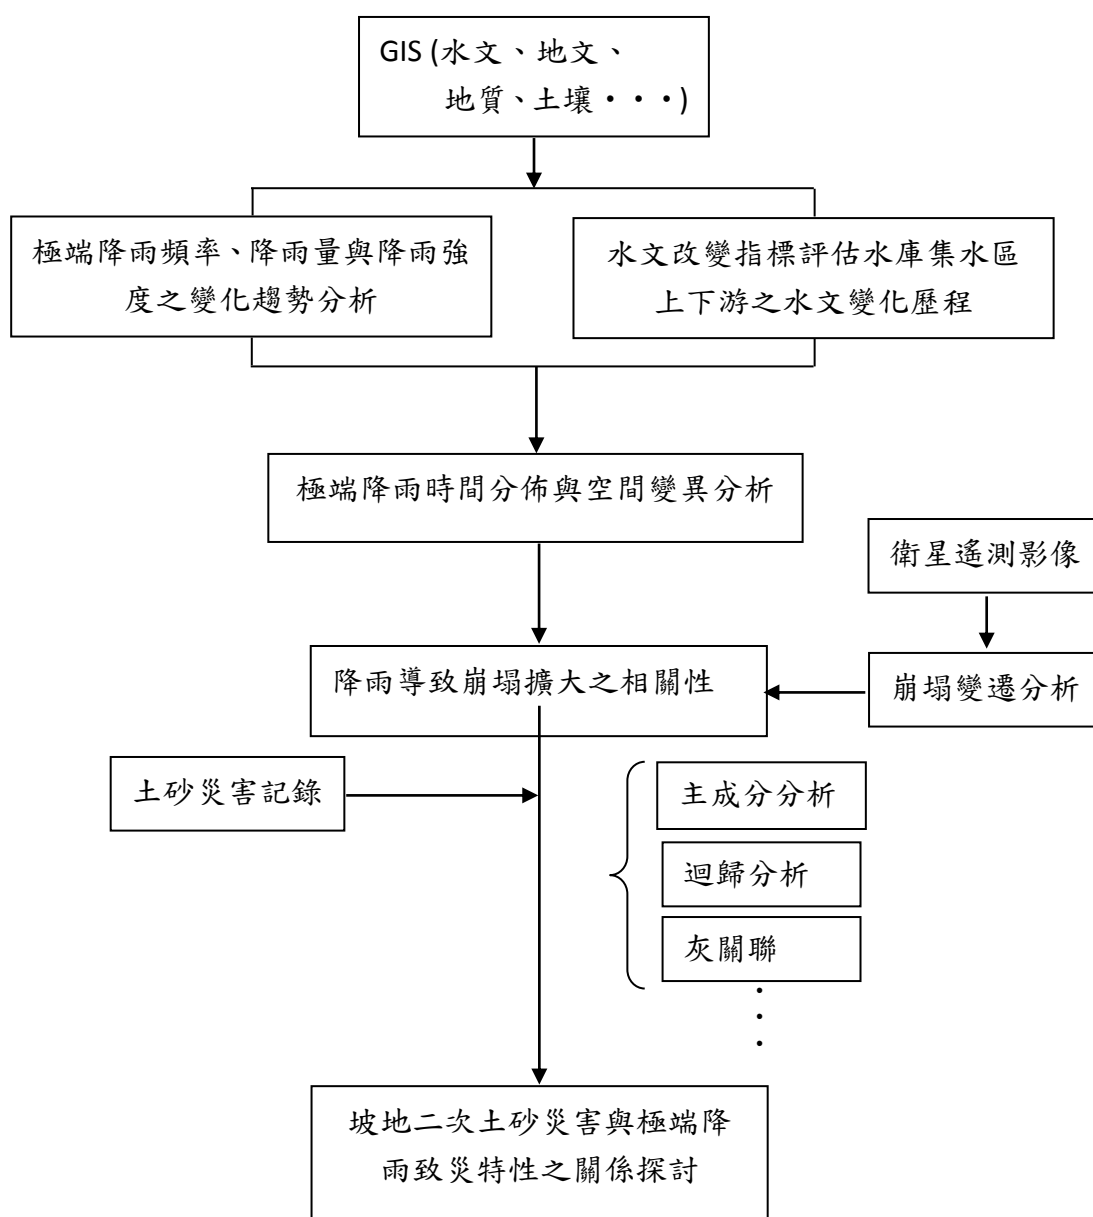 GIS (水文、地文、
地質、土壤・・・)
極端降雨頻率、降雨量與降雨強
度之變化趨勢分析
水文改變指標評估水庫集水區
上下游之水文變化歷程
極端降雨時間分佈與空間變異分析
衛星遙測影像
降雨導致崩塌擴大之相關性
崩塌變遷分析
土砂災害記錄
主成分分析
迴歸分析
灰關聯
・
・
・
坡地二次土砂災害與極端降
雨致災特性之關係探討